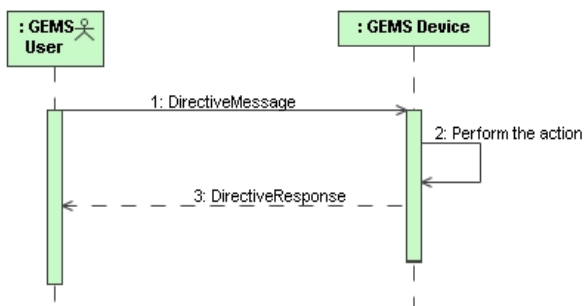 : GEMS
User
: GEMS Device
1: DirectiveMessage
2: Perform the action
3: DirectiveResponse